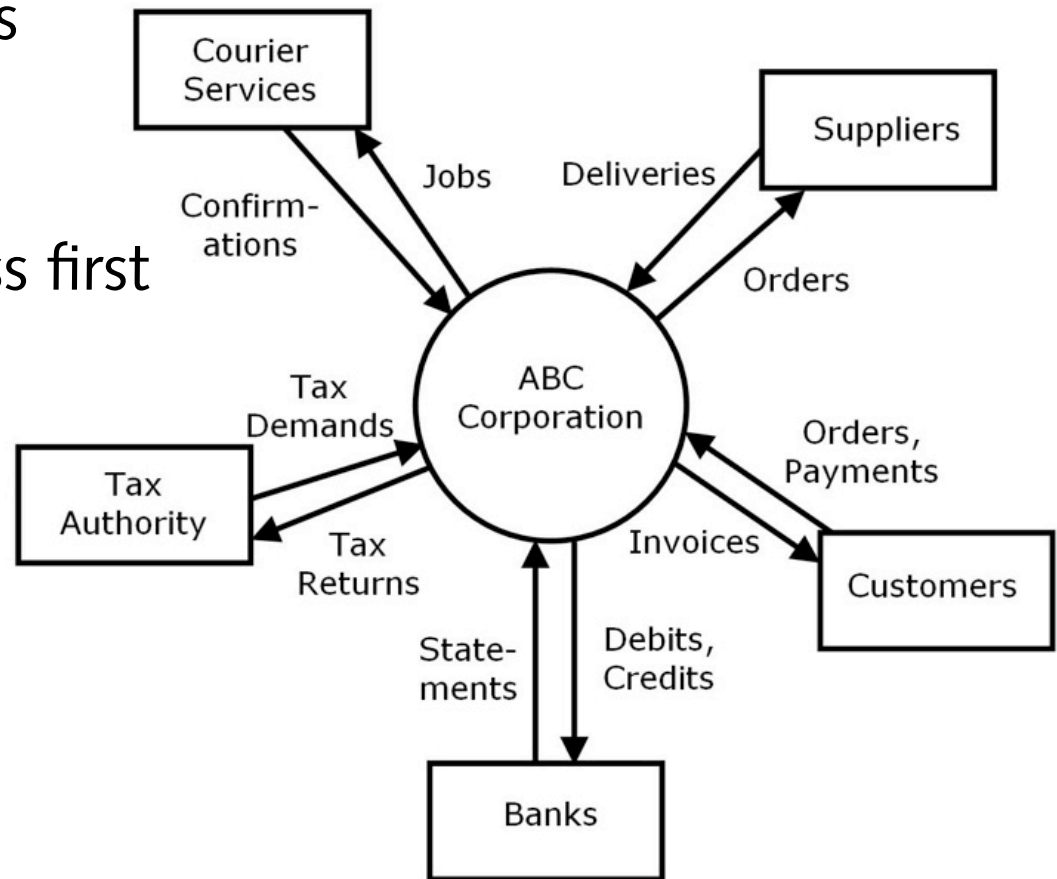 s
Courier
Services
Suppliers
Jobs
Deliveries
Confirm-
ations
Orders
ss first
ABC
Corporation
Tax
Demands
Orders,
Payments
Tax
Authority
Tax
Returns
Invoices
Customers
State-
ments
Debits,
Credits
Banks